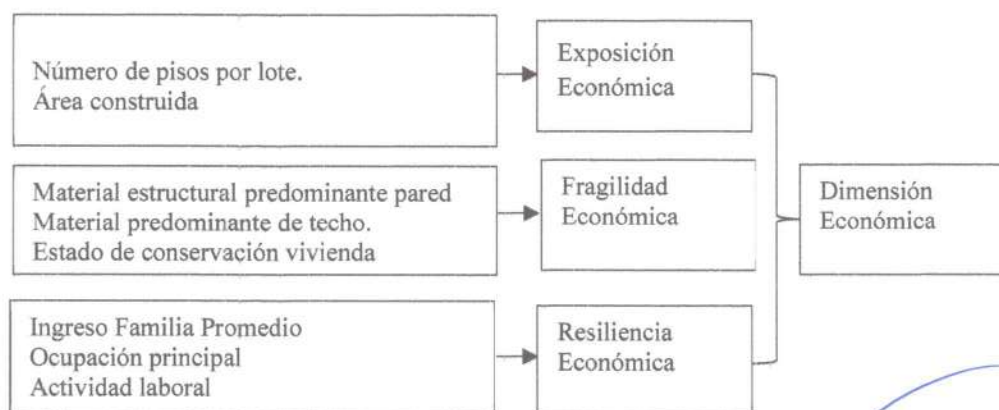 Número de pisos por lote.
Área construida
Exposición
Económica
Material estructural predominante pared
Material predominante de techo.
Estado de conservación vivienda
Fragilidad
Económica
Dimensión
Económica
Ingreso Familia Promedio
Ocupación principal
Actividad laboral
Resiliencia
Económica